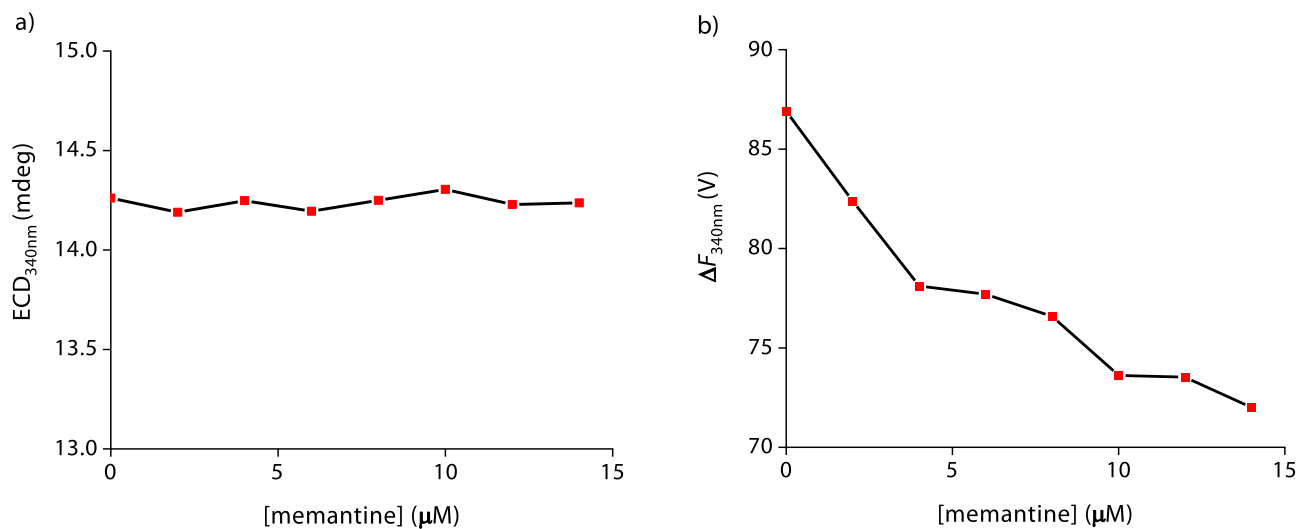 a)
15.0
14.5
14.0
13.5
13.0
ECD340nm (mdeg)
0 5 10 15
[memantine] (μM)
b)
90
85
80
75
70
ΔF340nm (V)
0 5 10 15
[memantine] (μM)